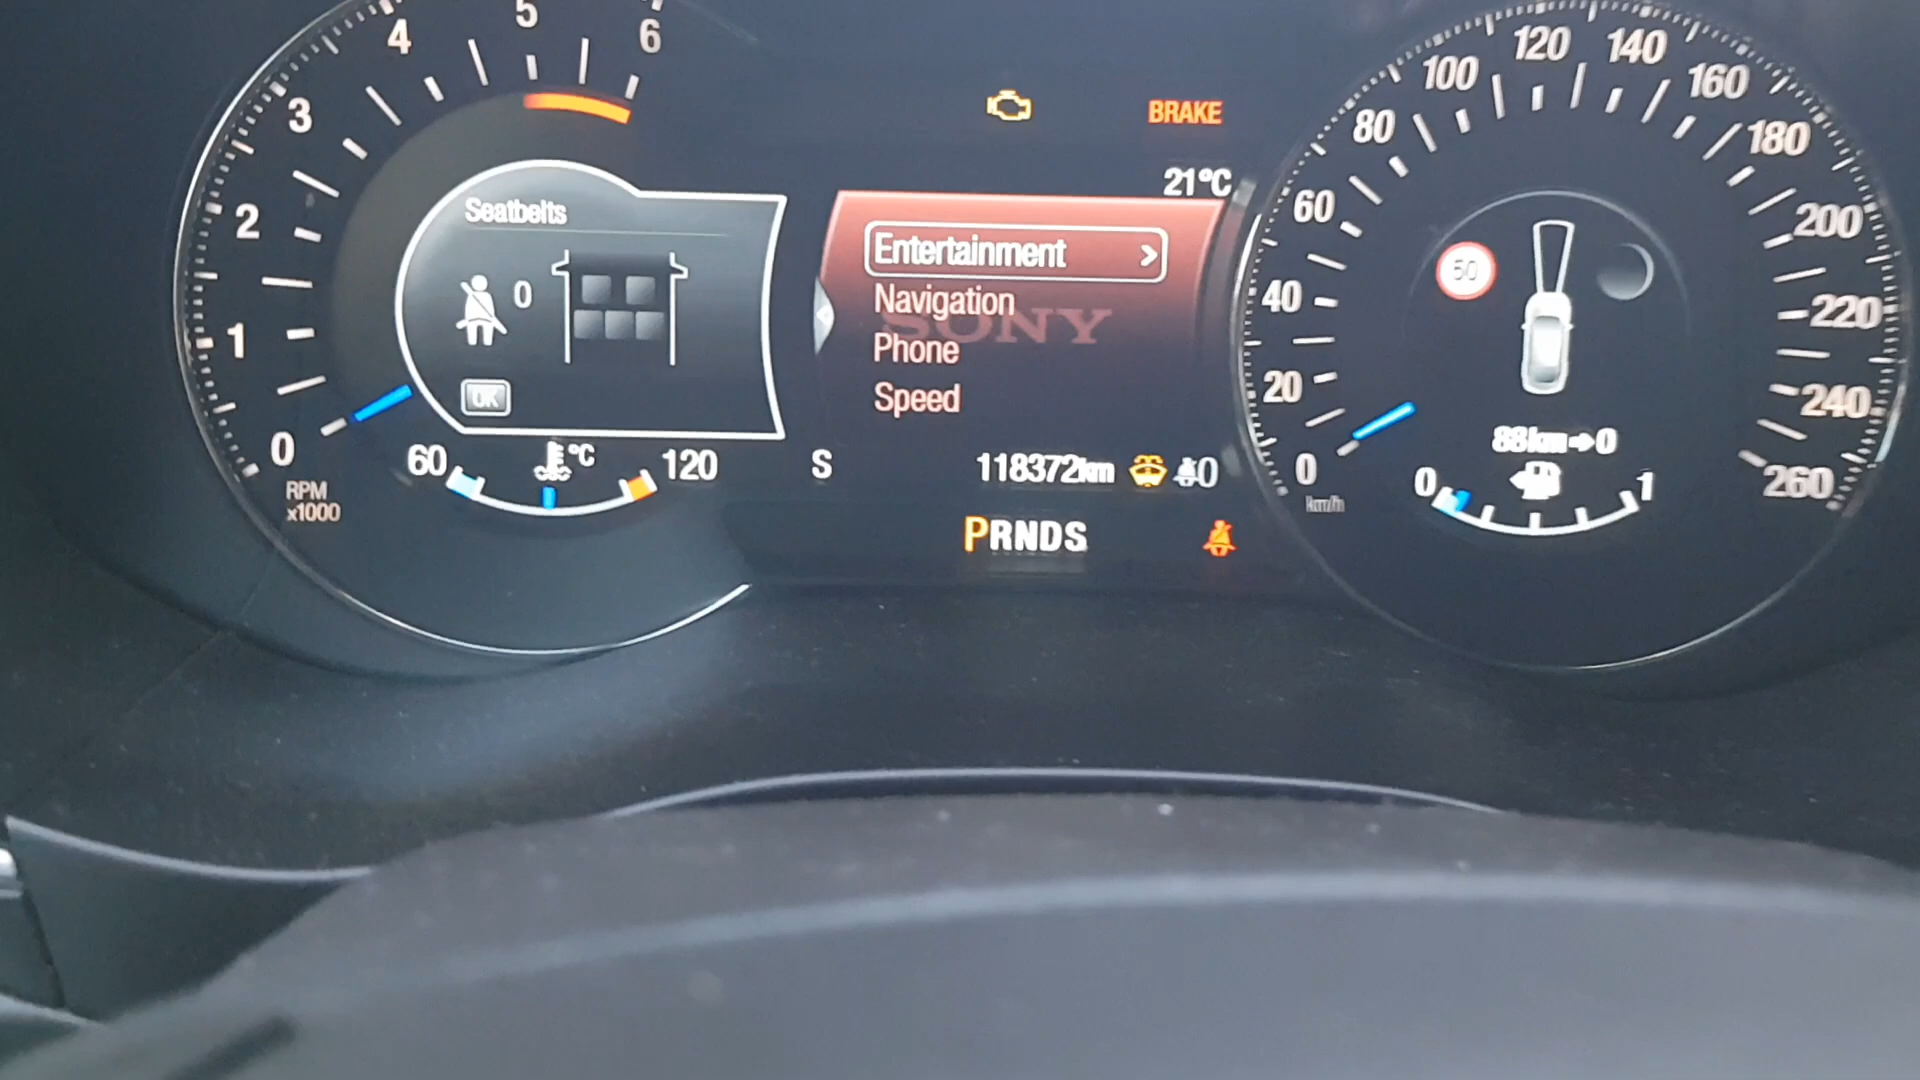 0
1
2
3
4
5
6
RPM
x1000
Seatbelts
0
OK
60
°C
120
S
BRAKE
21°C
Entertainment >
Navigation
SONY
Phone
Speed
118372km
0
PRNDS
0
20
40
60
80
100
120
140
160
180
200
220
240
260
km/h
50
88km➔0
0
1